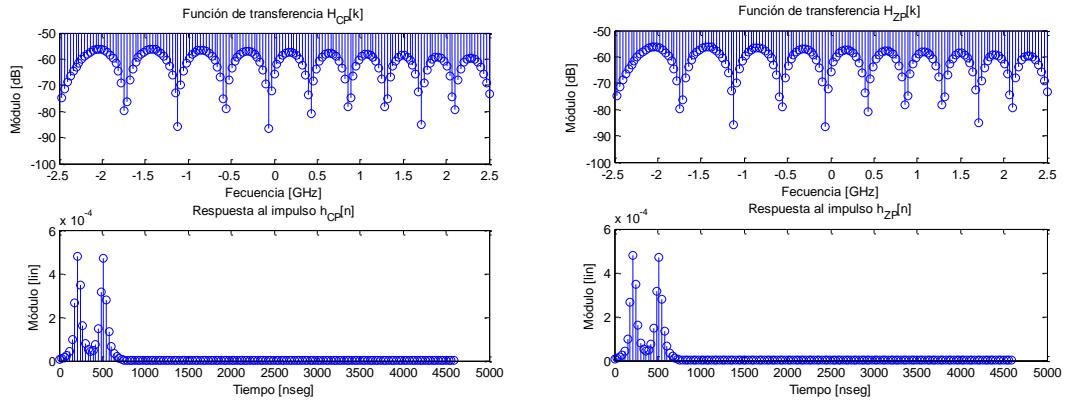 Función de transferencia H_CP[k]
-50
-60
-70
-80
-90
-100
Módulo [dB]
-2.5 -2 -1.5 -1 -0.5 0 0.5 1 1.5 2 2.5
Fecuencia [GHz]
x 10^-4
Respuesta al impulso h_CP[n]
6
4
2
0
Módulo [lin]
0 500 1000 1500 2000 2500 3000 3500 4000 4500 5000
Tiempo [nseg]
Función de transferencia H_ZP[k]
-50
-60
-70
-80
-90
-100
Módulo [dB]
-2.5 -2 -1.5 -1 -0.5 0 0.5 1 1.5 2 2.5
Fecuencia [GHz]
x 10^-4
Respuesta al impulso h_ZP[n]
6
4
2
0
Módulo [lin]
0 500 1000 1500 2000 2500 3000 3500 4000 4500 5000
Tiempo [nseg]